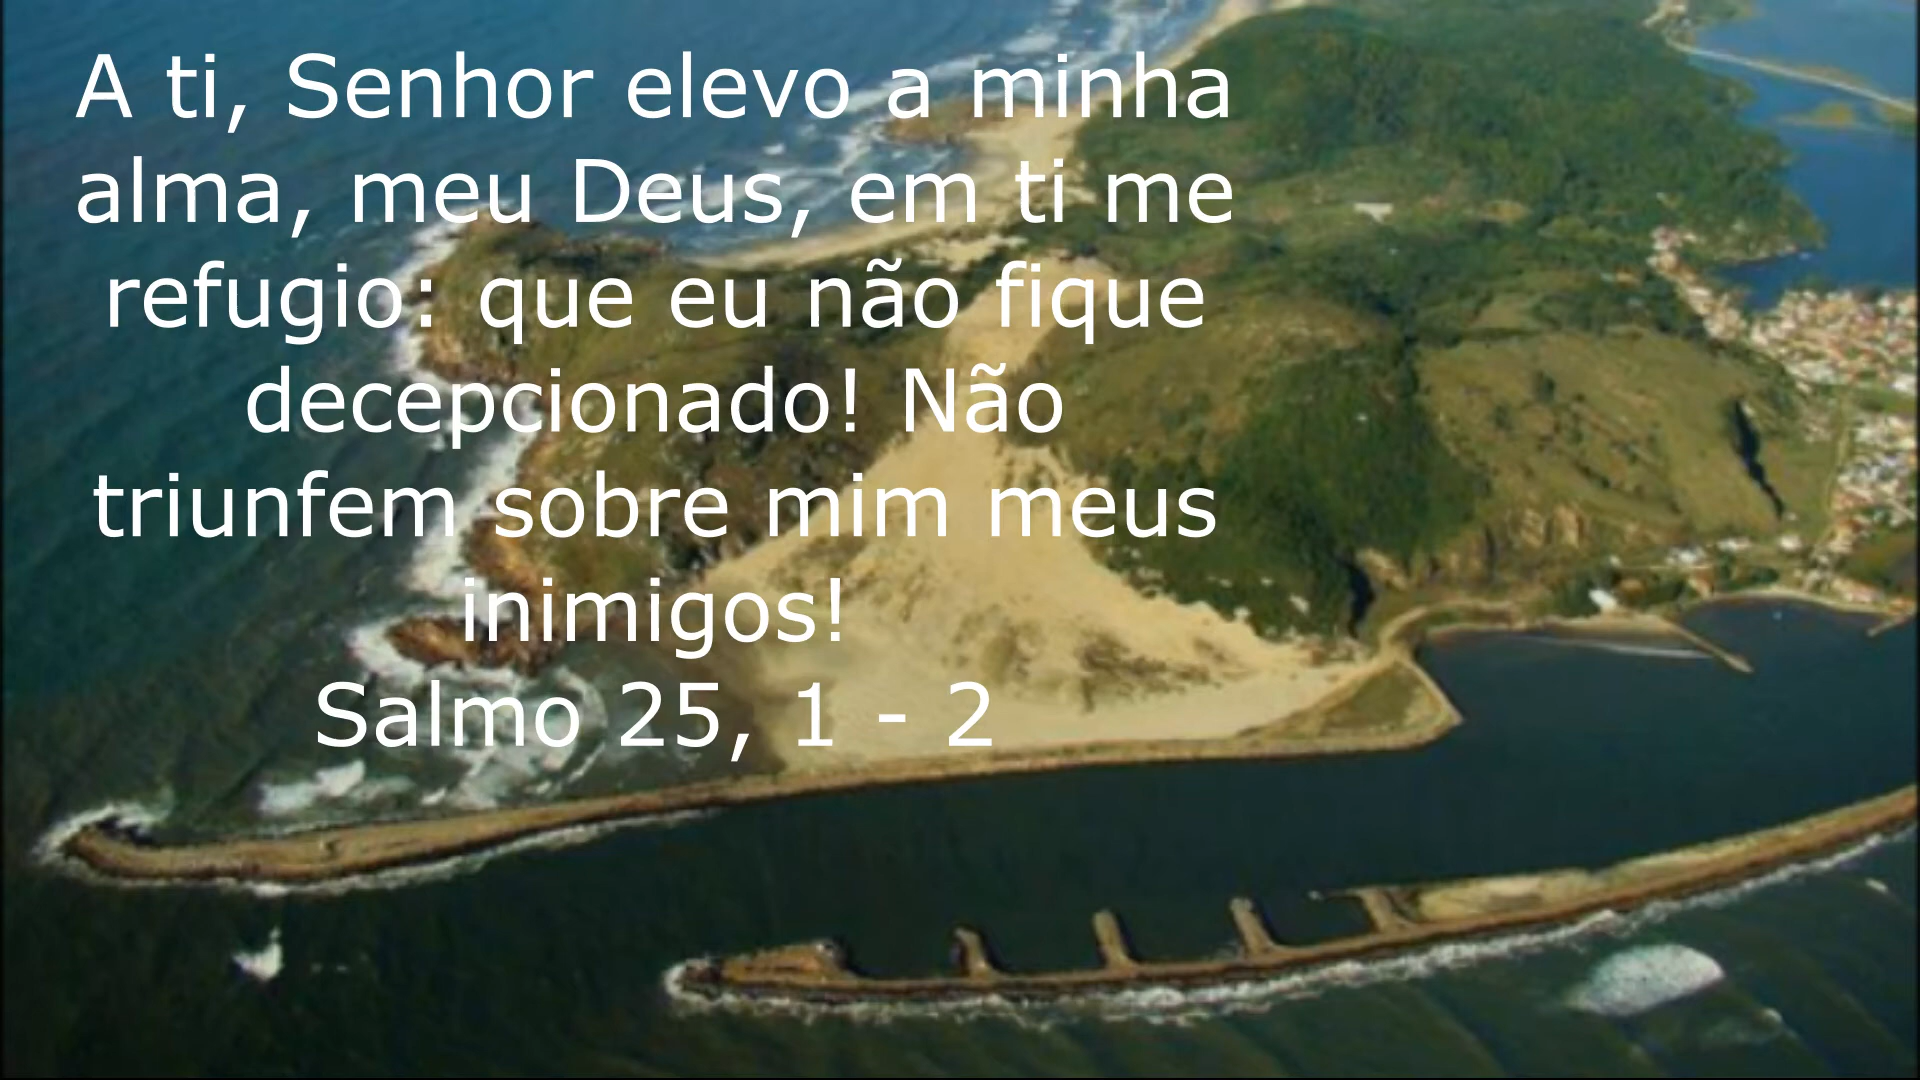 A ti, Senhor elevo a minha
alma, meu Deus, em ti me
refugio: que eu não fique
decepcionado! Não
triunfem sobre mim meus
inimigos!
Salmo 25, 1 - 2